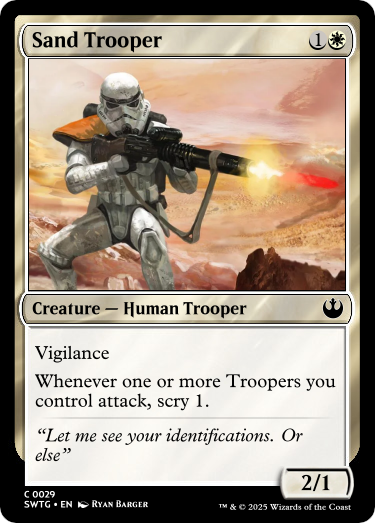 Sand Trooper 1
Creature — Human Trooper
Vigilance
Whenever one or more Troopers you
control attack, scry 1.
“Let me see your identifications. Or
else”
2/1
C 0029
SWTG • EN Ryan Barger
™ & © 2025 Wizards of the Coast